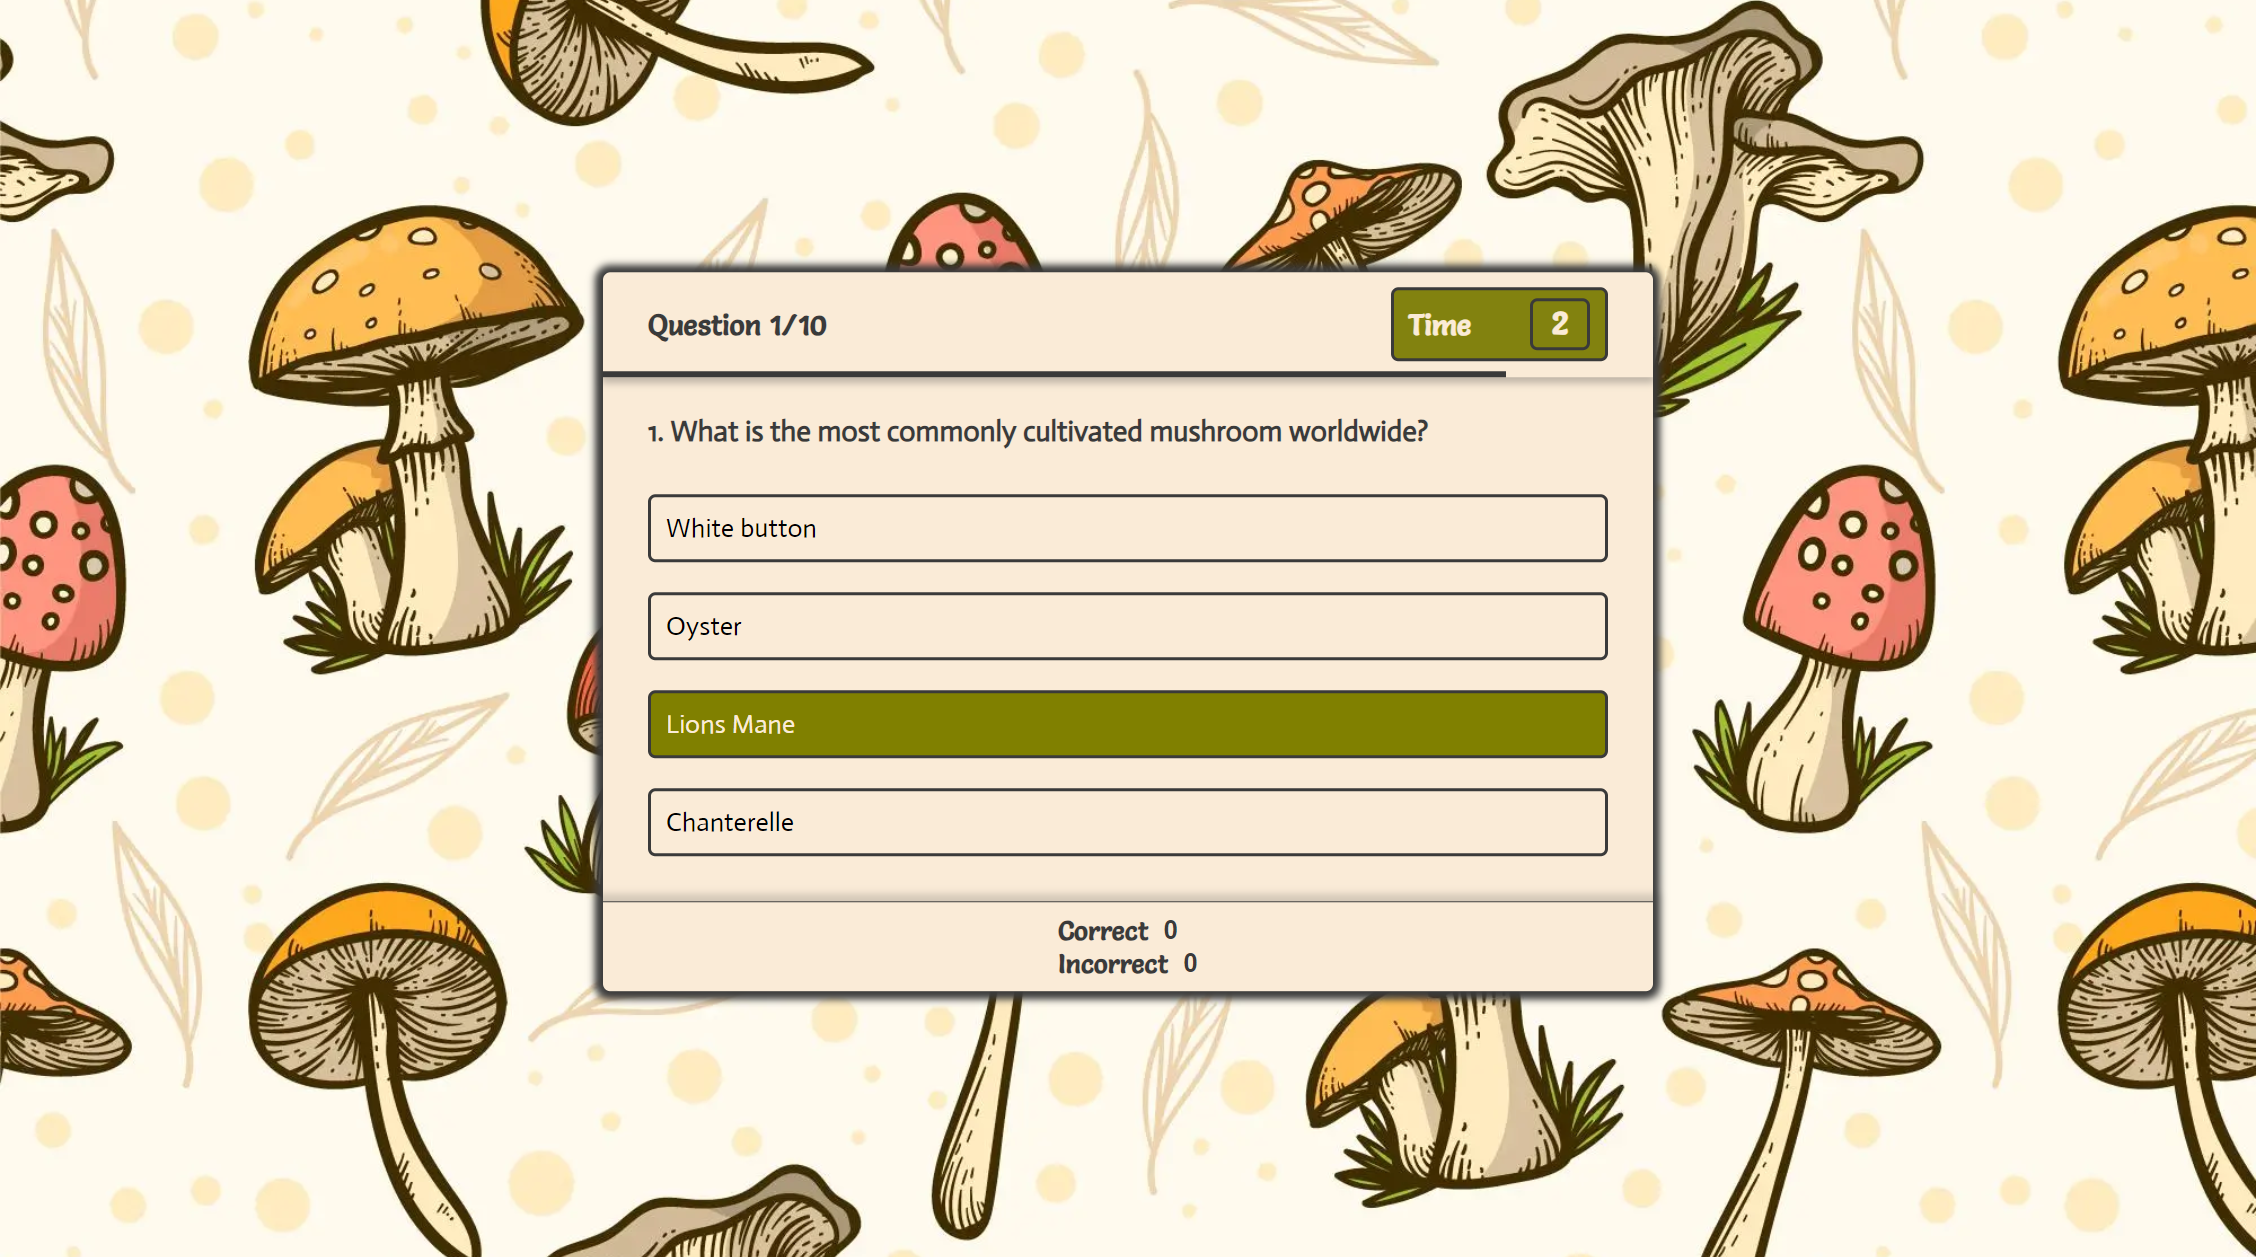 Question 1/10
Time 2
1. What is the most commonly cultivated mushroom worldwide?
White button
Oyster
Lions Mane
Chanterelle
Correct 0
Incorrect 0